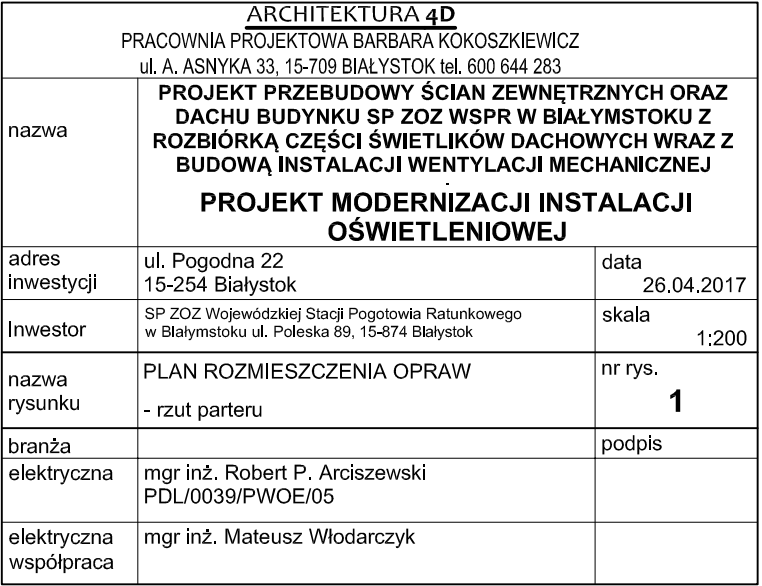 ARCHITEKTURA 4D
PRACOWNIA PROJEKTOWA BARBARA KOKOSZKIEWICZ
ul. A. ASNYKA 33, 15-709 BIAŁYSTOK tel. 600 644 283
nazwa
PROJEKT PRZEBUDOWY ŚCIAN ZEWNĘTRZNYCH ORAZ
DACHU BUDYNKU SP ZOZ WSPR W BIAŁYMSTOKU Z
ROZBIÓRKĄ CZĘŚCI ŚWIETLIKÓW DACHOWYCH WRAZ Z
BUDOWĄ INSTALACJI WENTYLACJI MECHANICZNEJ
.
PROJEKT MODERNIZACJI INSTALACJI
OŚWIETLENIOWEJ
adres
inwestycji
ul. Pogodna 22
15-254 Białystok
data
26.04.2017
Inwestor
SP ZOZ Wojewódzkiej Stacji Pogotowia Ratunkowego
w Białymstoku ul. Poleska 89, 15-874 Białystok
skala
1:200
nazwa
rysunku
PLAN ROZMIESZCZENIA OPRAW
- rzut parteru
nr rys.
1
branża
podpis
elektryczna
mgr inż. Robert P. Arciszewski
PDL/0039/PWOE/05
elektryczna
współpraca
mgr inż. Mateusz Włodarczyk